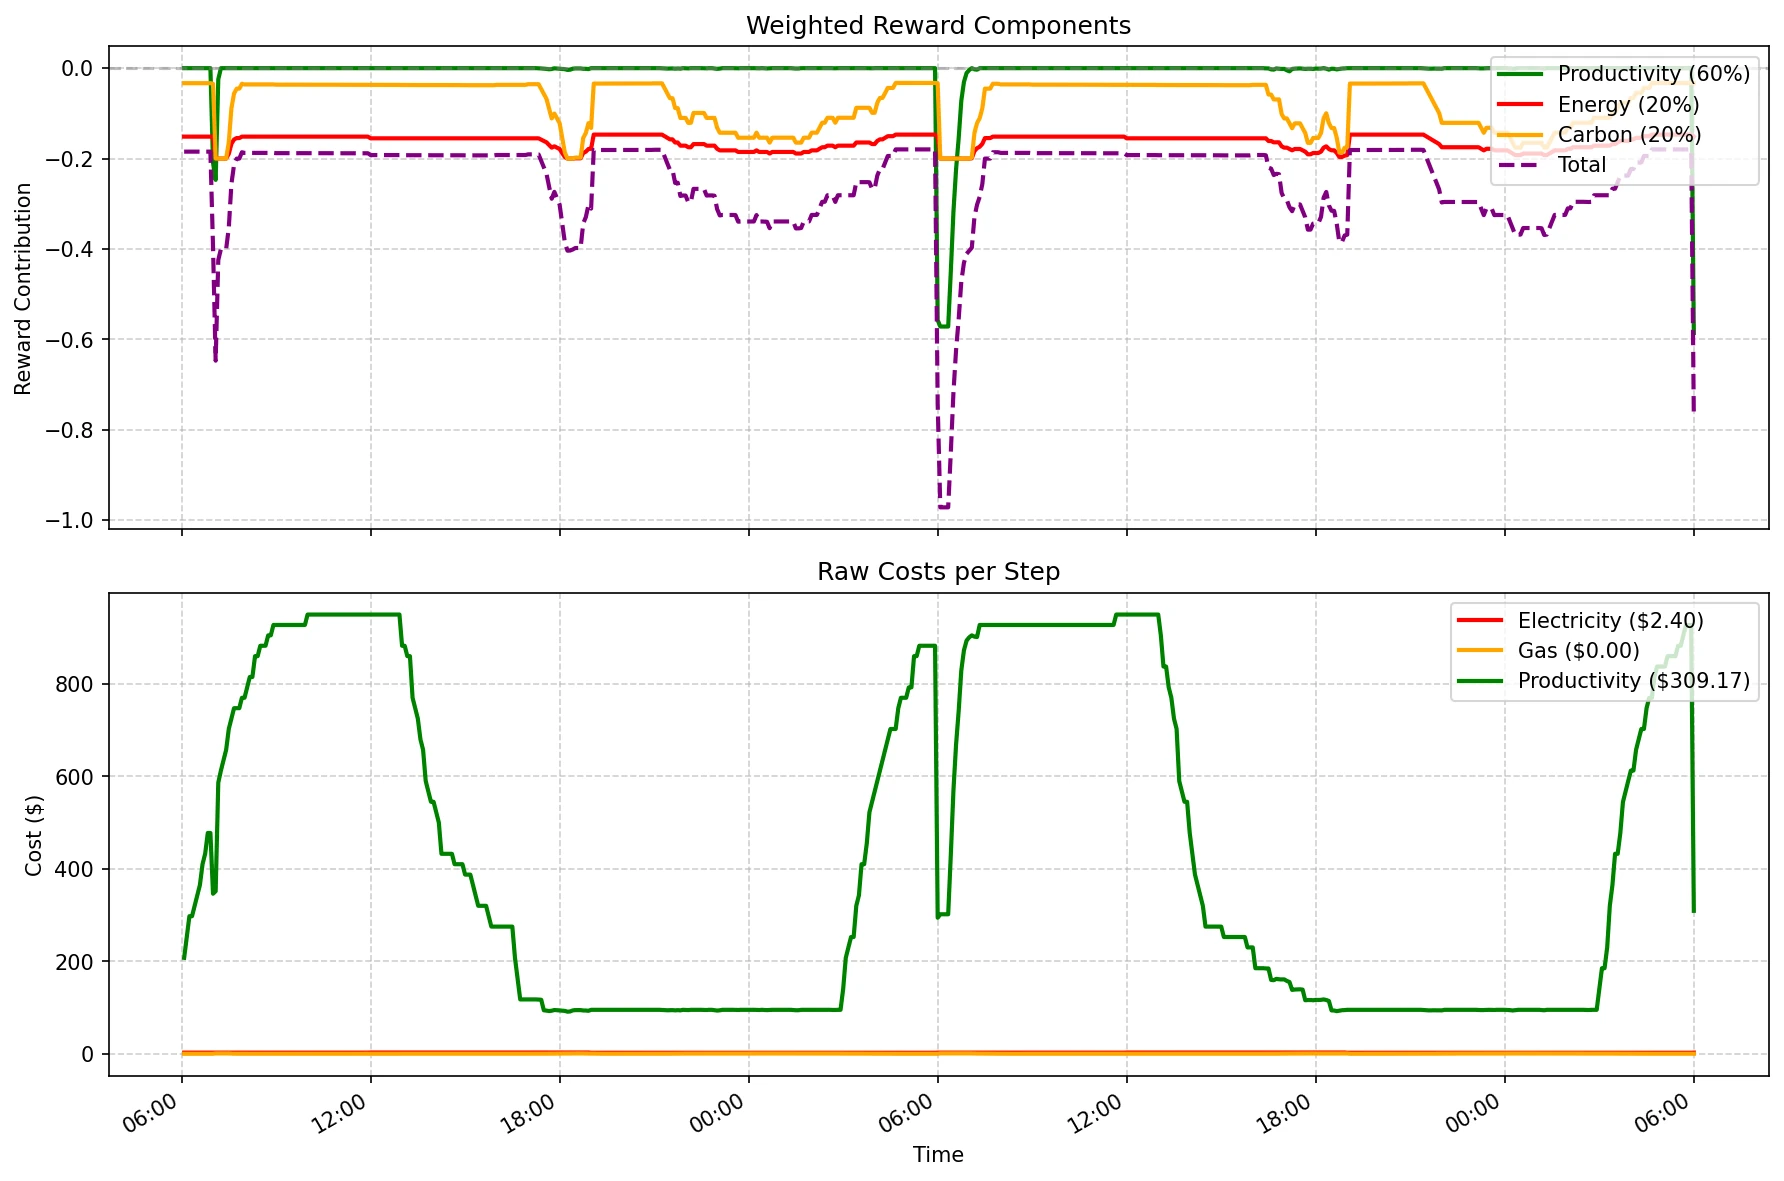 Weighted Reward Components
Reward Contribution
0.0
−0.2
−0.4
−0.6
−0.8
−1.0
Productivity (60%)
Energy (20%)
Carbon (20%)
Total
Raw Costs per Step
Cost ($)
800
600
400
200
0
Electricity ($2.40)
Gas ($0.00)
Productivity ($309.17)
06:00 12:00 18:00 00:00 06:00 12:00 18:00 00:00 06:00
Time